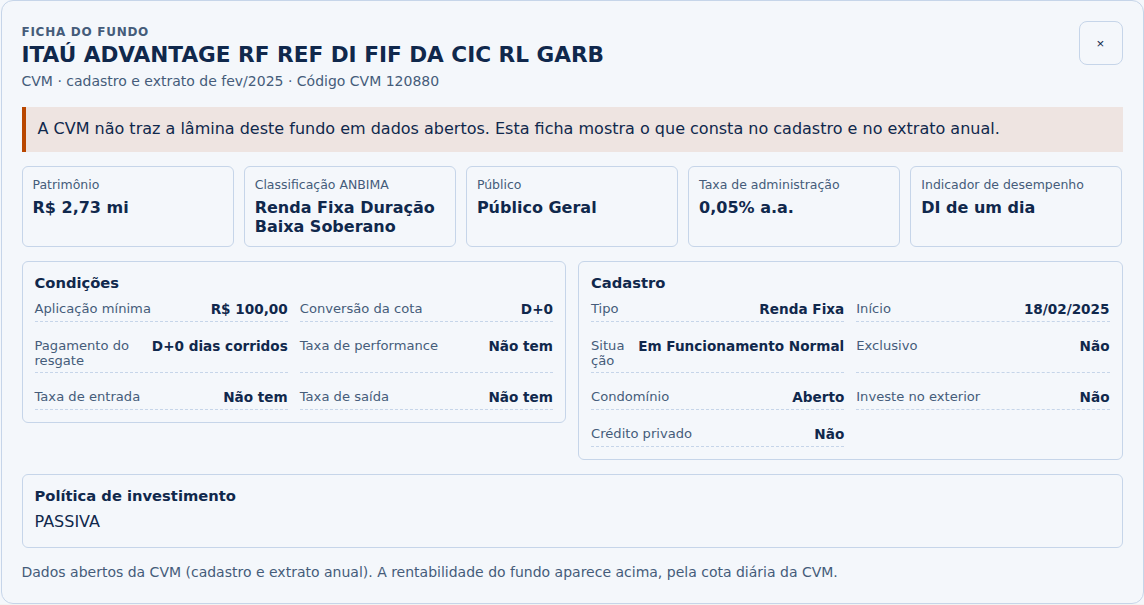 FICHA DO FUNDO
ITAÚ ADVANTAGE RF REF DI FIF DA CIC RL GARB
×
CVM · cadastro e extrato de fev/2025 · Código CVM 120880
A CVM não traz a lâmina deste fundo em dados abertos. Esta ficha mostra o que consta no cadastro e no extrato anual.
Patrimônio
R$ 2,73 mi
Classificação ANBIMA
Renda Fixa Duração
Baixa Soberano
Público
Público Geral
Taxa de administração
0,05% a.a.
Indicador de desempenho
DI de um dia
Condições
Aplicação mínima R$ 100,00 Conversão da cota D+0
Pagamento do
resgate D+0 dias corridos Taxa de performance Não tem
Taxa de entrada Não tem Taxa de saída Não tem
Cadastro
Tipo Renda Fixa Início 18/02/2025
Situa
ção Em Funcionamento Normal Exclusivo Não
Condomínio Aberto Investe no exterior Não
Crédito privado Não
Política de investimento
PASSIVA
Dados abertos da CVM (cadastro e extrato anual). A rentabilidade do fundo aparece acima, pela cota diária da CVM.